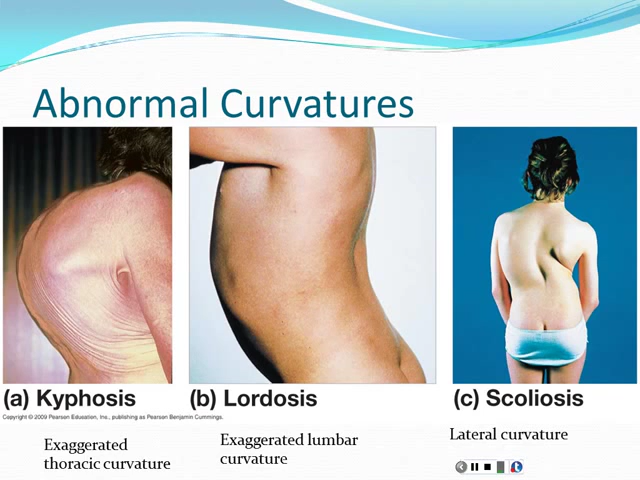 Abnormal Curvatures
(a) Kyphosis
(b) Lordosis
(c) Scoliosis
Copyright © 2009 Pearson Education, Inc., publishing as Pearson Benjamin Cummings.
Exaggerated
thoracic curvature
Exaggerated lumbar
curvature
Lateral curvature